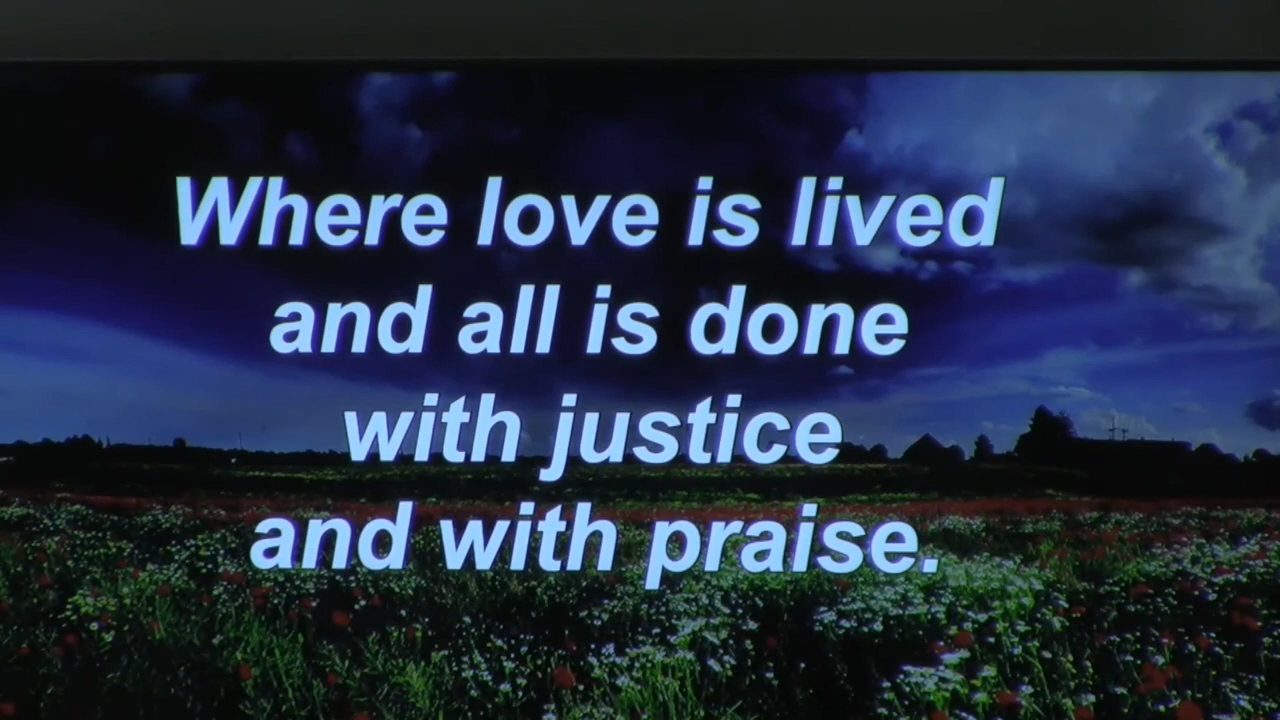 Where love is lived
and all is done
with justice
and with praise.